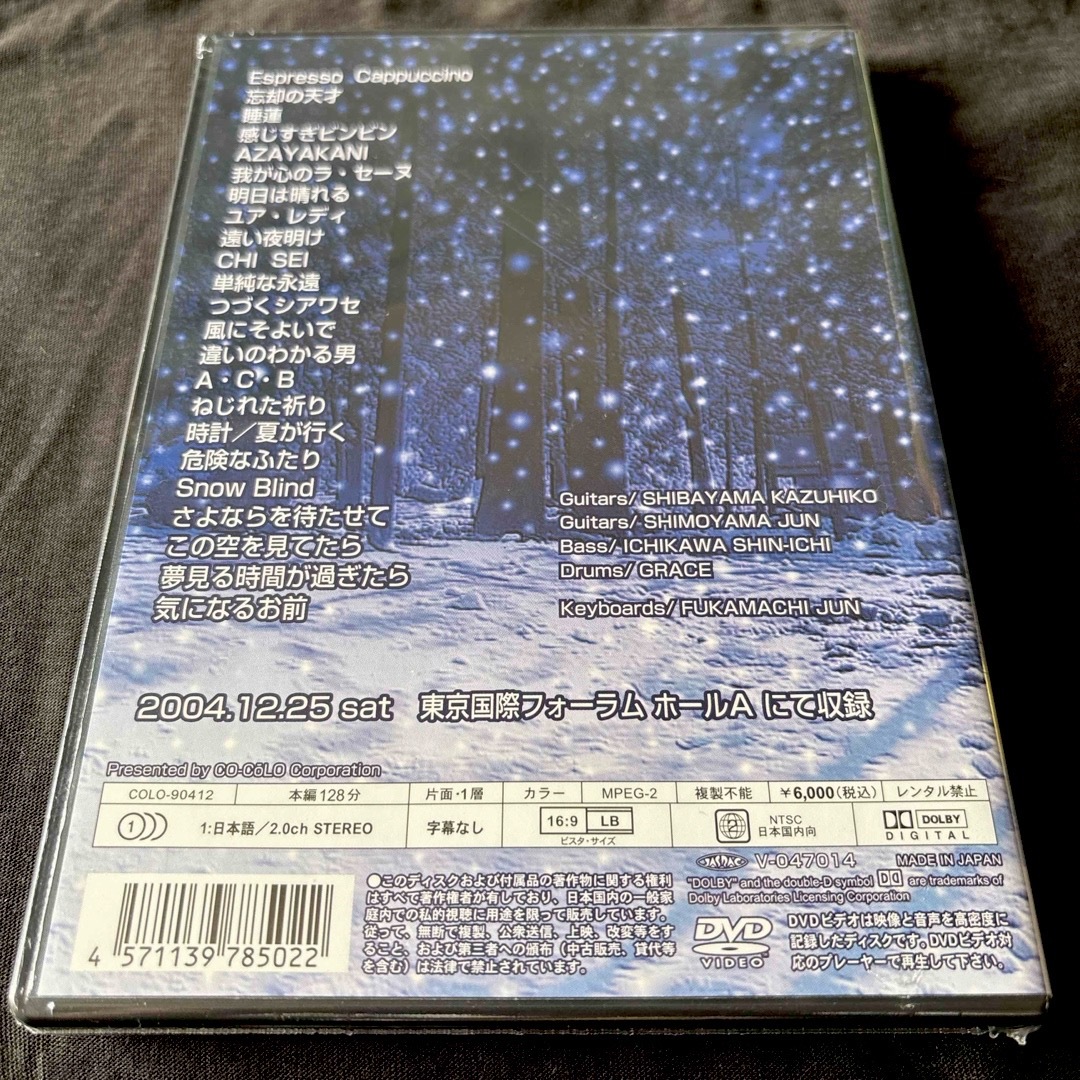 Espresso Cappuccino
忘却の天才
睡蓮
感じすぎビンビン
AZAYAKANI
我が心のラ・セーヌ
明日は晴れる
ユア・レディ
遠い夜明け
CHI SEI
単純な永遠
つづくシアワセ
風にそよいで
違いのわかる男
A・C・B
ねじれた祈り
時計／夏が行く
危険なふたり
Snow Blind
さよならを待たせて
この空を見てたら
夢見る時間が過ぎたら
気になるお前
Guitars/ SHIBAYAMA KAZUHIKO
Guitars/ SHIMOYAMA JUN
Bass/ ICHIKAWA SHIN-ICHI
Drums/ GRACE
Keyboards/ FUKAMACHI JUN
2004.12.25 sat 東京国際フォーラム ホールA にて収録
Presented by CO-CóLO Corporation
COLO-90412 本編128分 片面・1層 カラー MPEG-2 複製不能 ￥6,000(税込) レンタル禁止
1 1:日本語／2.0ch STEREO 字幕なし 16:9 LB ビスタ・サイズ 2 NTSC 日本国内向 DOLBY DIGITAL
JASRAC V-047014 MADE IN JAPAN
"DOLBY" and the double-D symbol are trademarks of
Dolby Laboratories Licensing Corporation
4 571139 785022
●このディスクおよび付属品の著作物に関する権利
はすべて著作権者が有しており、日本国内の一般家
庭内での私的視聴に用途を限って販売しています。
従って、無断で複製、公衆送信、上映、改変等をす
ること、および第三者への頒布（中古販売、貸代等
を含む）は法律で禁止されています。
DVD VIDEO
DVDビデオは映像と音声を高密度に
記録したディスクです。DVDビデオ対
応のプレーヤーで再生して下さい。